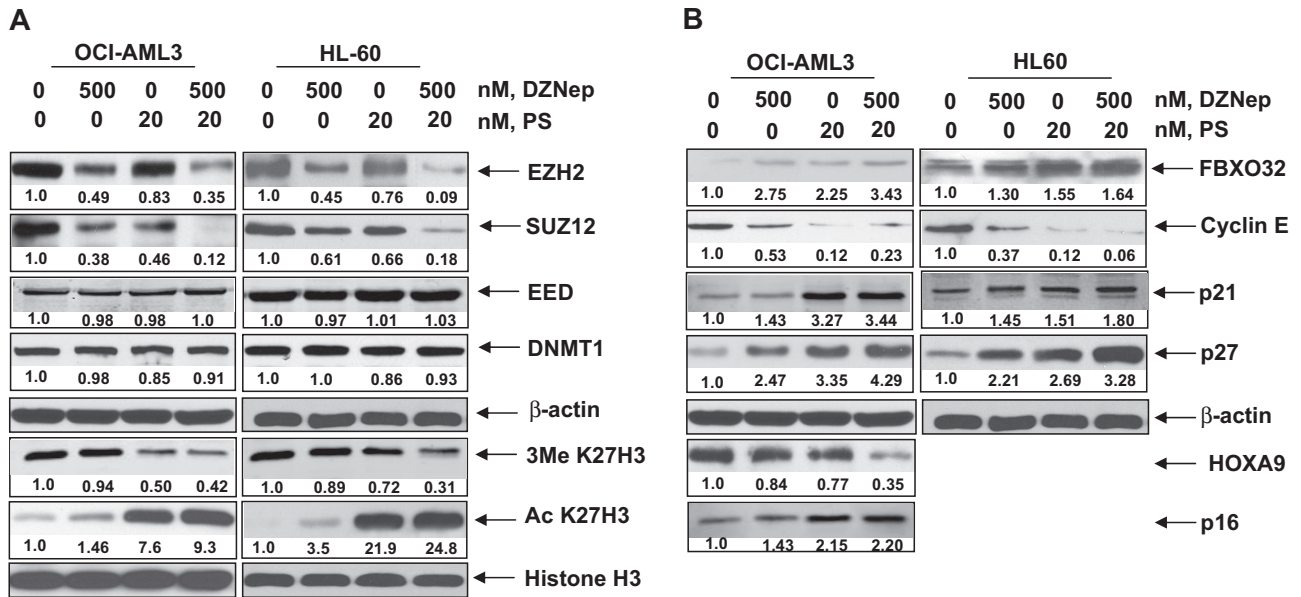 A
OCI-AML3 HL-60
0 500 0 500 0 500 0 500 nM, DZNep
0 0 20 20 0 0 20 20 nM, PS
EZH2
1.0 0.49 0.83 0.35 1.0 0.45 0.76 0.09
SUZ12
1.0 0.38 0.46 0.12 1.0 0.61 0.66 0.18
EED
1.0 0.98 0.98 1.0 1.0 0.97 1.01 1.03
DNMT1
1.0 0.98 0.85 0.91 1.0 1.0 0.86 0.93
β-actin
3Me K27H3
1.0 0.94 0.50 0.42 1.0 0.89 0.72 0.31
Ac K27H3
1.0 1.46 7.6 9.3 1.0 3.5 21.9 24.8
Histone H3
B
OCI-AML3 HL60
0 500 0 500 0 500 0 500 nM, DZNep
0 0 20 20 0 0 20 20 nM, PS
FBXO32
1.0 2.75 2.25 3.43 1.0 1.30 1.55 1.64
Cyclin E
1.0 0.53 0.12 0.23 1.0 0.37 0.12 0.06
p21
1.0 1.43 3.27 3.44 1.0 1.45 1.51 1.80
p27
1.0 2.47 3.35 4.29 1.0 2.21 2.69 3.28
β-actin
HOXA9
1.0 0.84 0.77 0.35
p16
1.0 1.43 2.15 2.20